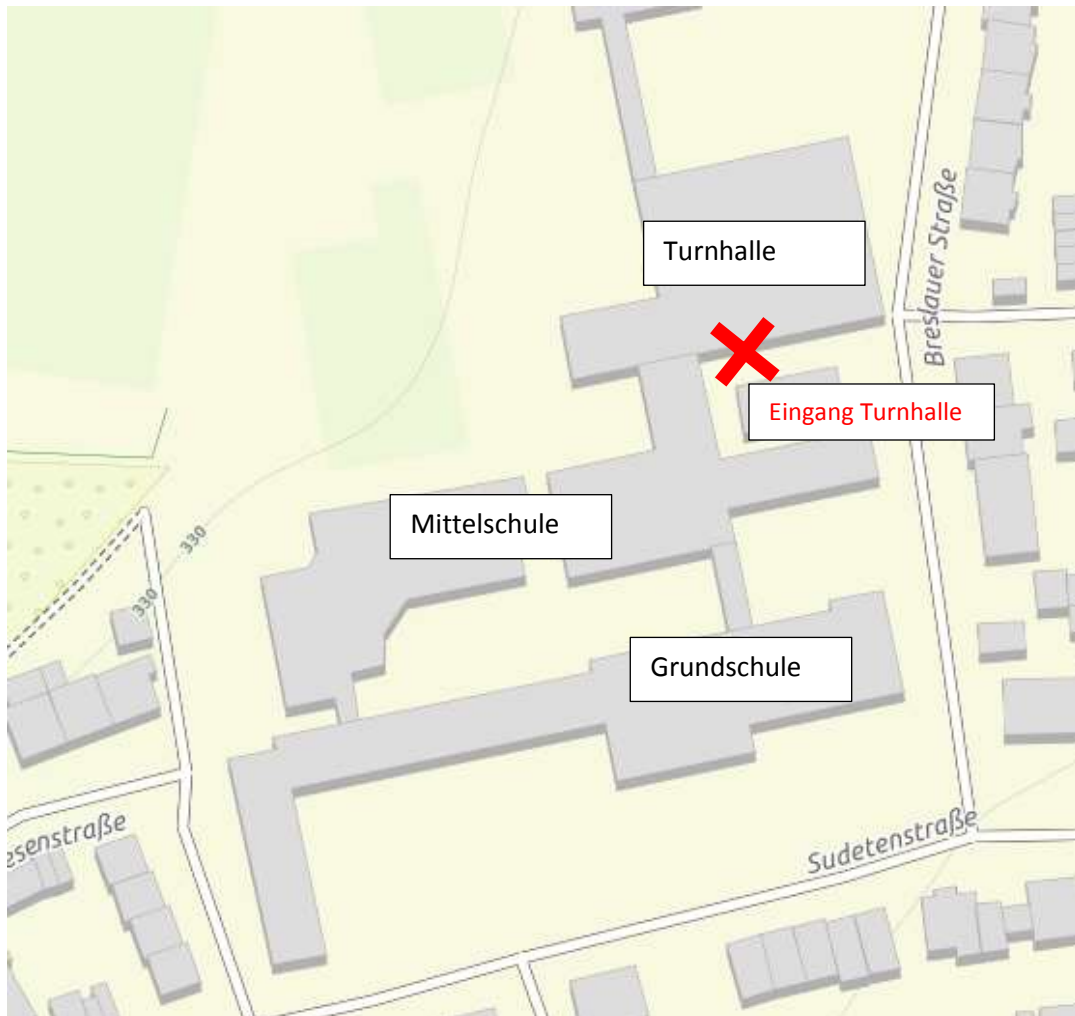 Turnhalle
Breslauer Straße
Eingang Turnhalle
Mittelschule
330
330
Grundschule
esenstraße
Sudetenstraße